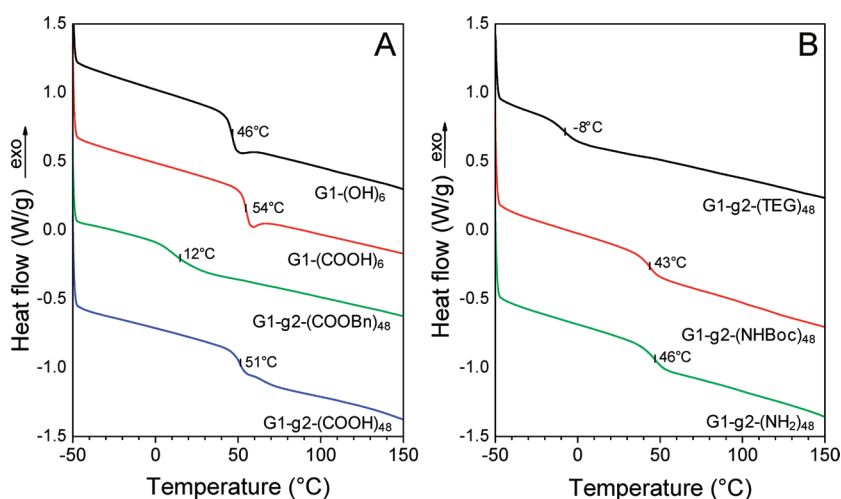 A
1.5
1.0
0.5
0.0
-0.5
-1.0
-1.5
Heat flow (W/g)
exo
46°C
G1-(OH)₆
54°C
G1-(COOH)₆
12°C
G1-g2-(COOBn)₄₈
51°C
G1-g2-(COOH)₄₈
-50 0 50 100 150
Temperature (°C)
B
1.5
1.0
0.5
0.0
-0.5
-1.0
-1.5
Heat flow (W/g)
exo
-8°C
G1-g2-(TEG)₄₈
43°C
G1-g2-(NHBoc)₄₈
46°C
G1-g2-(NH₂)₄₈
-50 0 50 100 150
Temperature (°C)